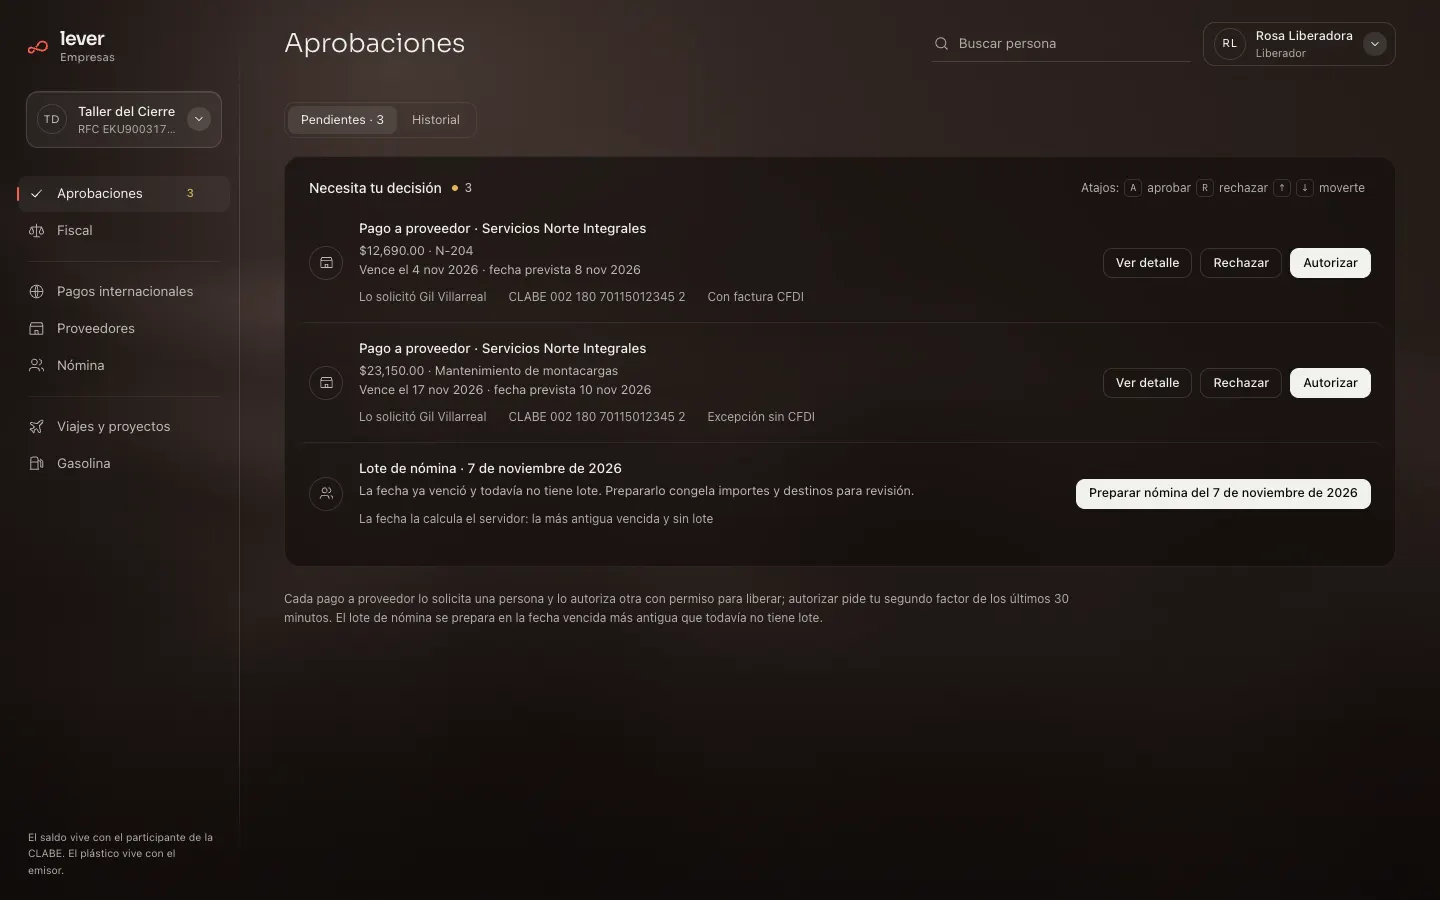 lever
Empresas
TD
Taller del Cierre
RFC EKU900317…
Aprobaciones
3
Fiscal
Pagos internacionales
Proveedores
Nómina
Viajes y proyectos
Gasolina
El saldo vive con el participante de la
CLABE. El plástico vive con el
emisor.
Aprobaciones
Buscar persona
RL
Rosa Liberadora
Liberador
Pendientes · 3
Historial
Necesita tu decisión
3
Atajos: A aprobar R rechazar ↑ ↓ moverte
Pago a proveedor · Servicios Norte Integrales
$12,690.00 · N-204
Vence el 4 nov 2026 · fecha prevista 8 nov 2026
Lo solicitó Gil Villarreal CLABE 002 180 70115012345 2 Con factura CFDI
Ver detalle
Rechazar
Autorizar
Pago a proveedor · Servicios Norte Integrales
$23,150.00 · Mantenimiento de montacargas
Vence el 17 nov 2026 · fecha prevista 10 nov 2026
Lo solicitó Gil Villarreal CLABE 002 180 70115012345 2 Excepción sin CFDI
Ver detalle
Rechazar
Autorizar
Lote de nómina · 7 de noviembre de 2026
La fecha ya venció y todavía no tiene lote. Prepararlo congela importes y destinos para revisión.
La fecha la calcula el servidor: la más antigua vencida y sin lote
Preparar nómina del 7 de noviembre de 2026
Cada pago a proveedor lo solicita una persona y lo autoriza otra con permiso para liberar; autorizar pide tu segundo factor de los últimos 30
minutos. El lote de nómina se prepara en la fecha vencida más antigua que todavía no tiene lote.